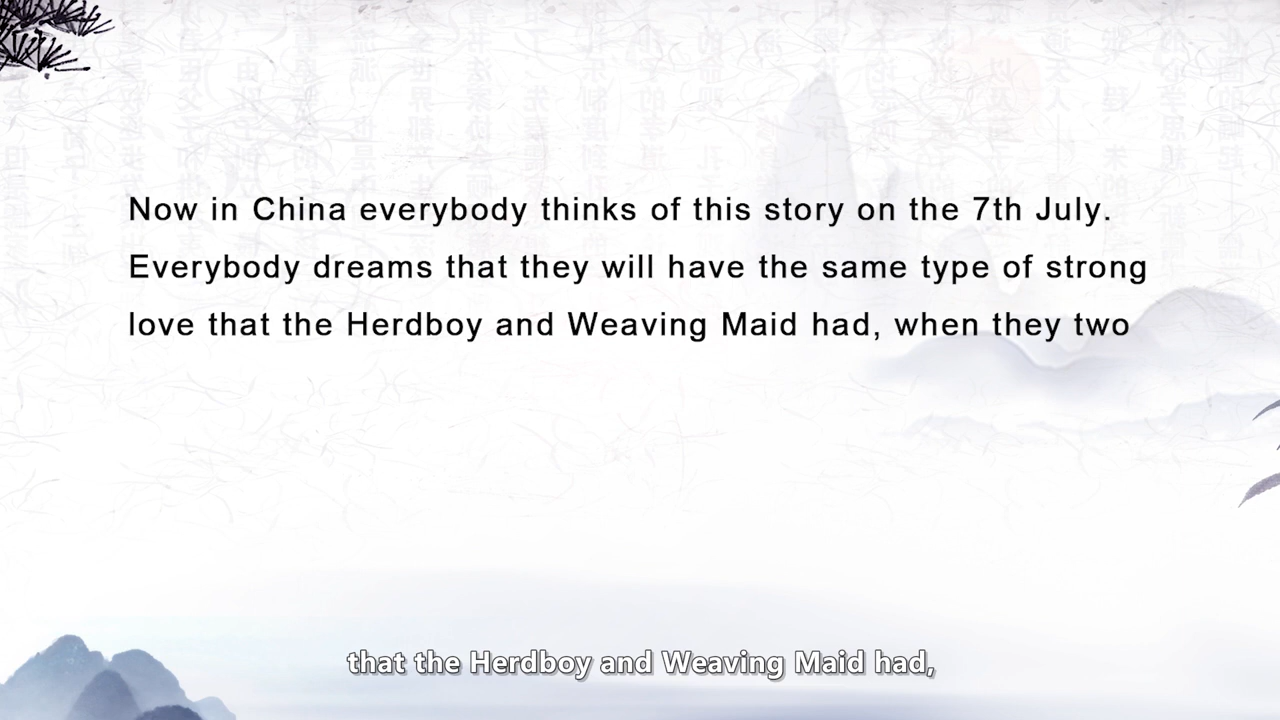 Now in China everybody thinks of this story on the 7th July.
Everybody dreams that they will have the same type of strong
love that the Herdboy and Weaving Maid had, when they two
that the Herdboy and Weaving Maid had,